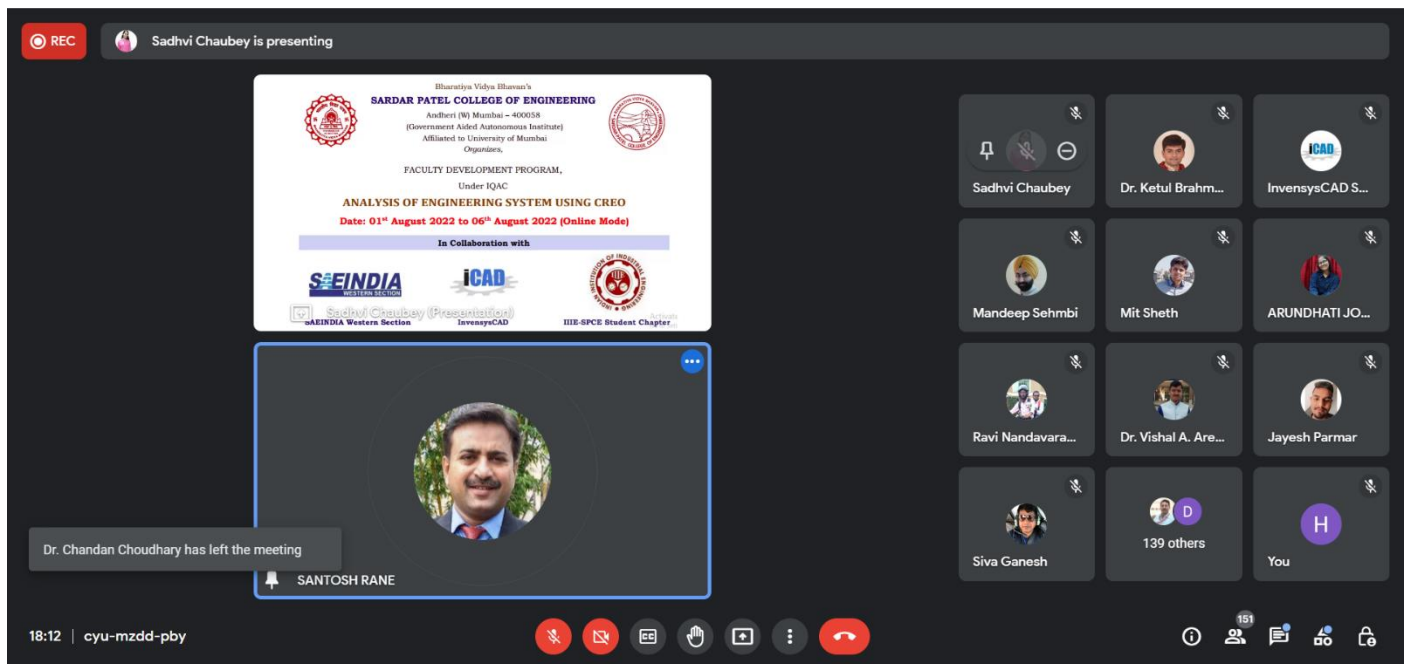 REC
Sadhvi Chaubey is presenting
Bharatiya Vidya Bhavan's
SARDAR PATEL COLLEGE OF ENGINEERING
Andheri (W) Mumbai – 400058
(Government Aided Autonomous Institute)
Affiliated to University of Mumbai
Organizes,
FACULTY DEVELOPMENT PROGRAM,
Under IQAC
ANALYSIS OF ENGINEERING SYSTEM USING CREO
Date: 01st August 2022 to 06th August 2022 (Online Mode)
In Collaboration with
SAEINDIA
WESTERN SECTION
iCAD
Sadhvi Chaubey (Presentation)
SAEINDIA Western Section
InvensysCAD
IIIE-SPCE Student Chapter
Sadhvi Chaubey
Dr. Ketul Brahm...
iCAD
InvensysCAD S...
Mandeep Sehmbi
Mit Sheth
ARUNDHATI JO...
Ravi Nandavara...
Dr. Vishal A. Are...
Jayesh Parmar
Siva Ganesh
D
139 others
H
You
Dr. Chandan Choudhary has left the meeting
SANTOSH RANE
18:12 | cyu-mzdd-pby
CC
151